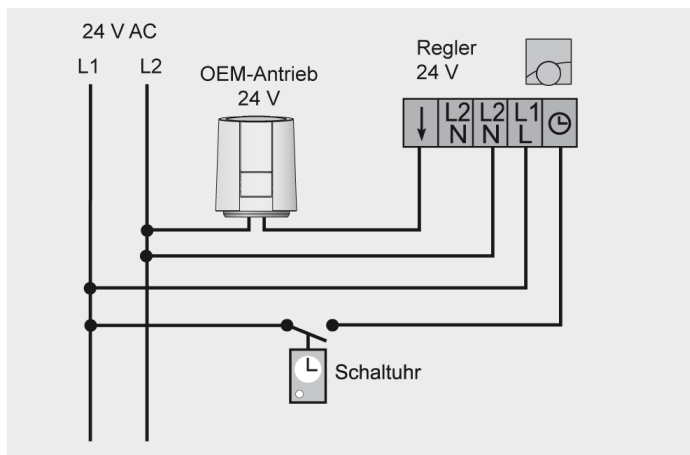 24 V AC
L1 L2
OEM-Antrieb
24 V
Regler
24 V
L2 L2 L1
N N L
Schaltuhr